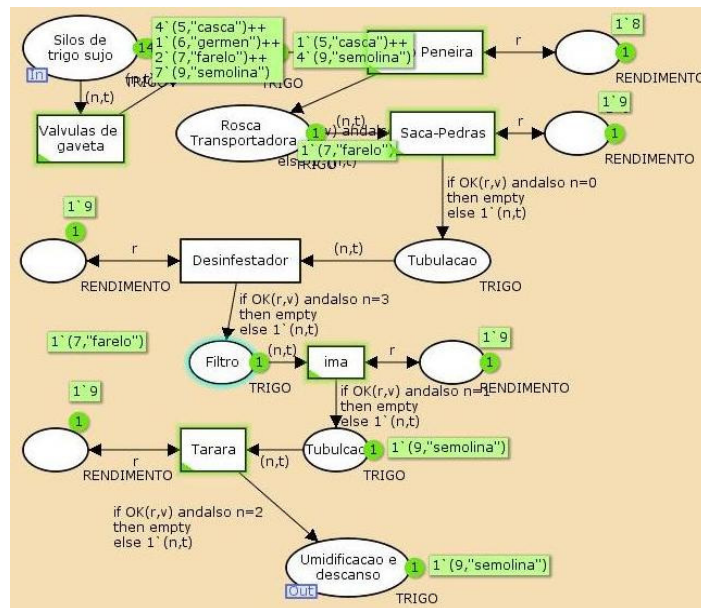 Silos de
trigo sujo
In
14
4`(5,"casca")++
1`(6,"germen")++
2`(7,"farelo")++
7`(9,"semolina")
1`(5,"casca")++
4`(9,"semolina")
Peneira
r
1`8
1
RENDIMENTO
(n,t)
(n,t)
TRIGO
TRIGO
Valvulas de
gaveta
Rosca
Transportadora
1
(n,t)
andalso
1`(7,"farelo")
TRIGO
Saca-Pedras
r
1`9
1
RENDIMENTO
if OK(r,v) andalso n=0
then empty
else 1`(n,t)
1`9
1
r
RENDIMENTO
Desinfestador
(n,t)
Tubulacao
TRIGO
if OK(r,v) andalso n=3
then empty
else 1`(n,t)
1`(7,"farelo")
Filtro
1
(n,t)
TRIGO
ima
r
1`9
1
RENDIMENTO
if OK(r,v) andalso n=1
then empty
else 1`(n,t)
1`9
1
r
RENDIMENTO
Tarara
(n,t)
Tubulcao
1
1`(9,"semolina")
TRIGO
if OK(r,v) andalso n=2
then empty
else 1`(n,t)
Umidificacao e
descanso
Out
1
1`(9,"semolina")
TRIGO